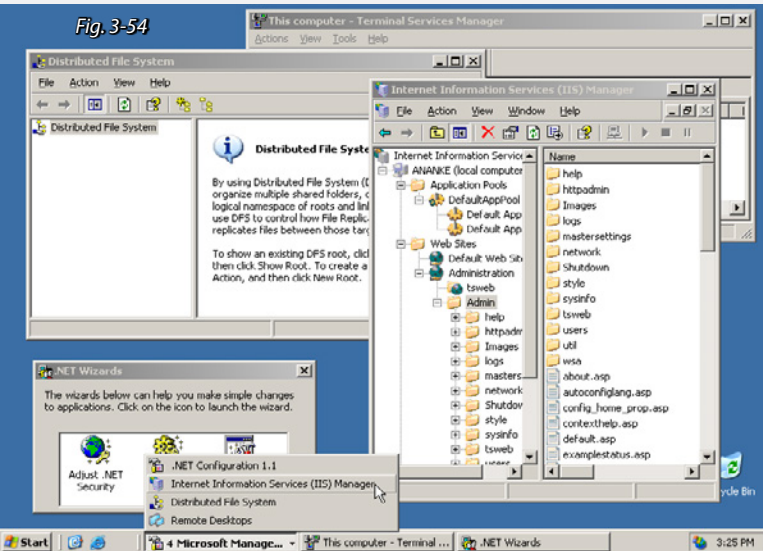 Fig. 3-54
This computer - Terminal Services Manager
Actions View Tools Help
Distributed File System
File Action View Help
Distributed File System
Distributed File Syste
By using Distributed File System (D
organize multiple shared folders, c
logical namespace of roots and lin
use DFS to control how File Replic
replicates files between those targ
To show an existing DFS root, clic
then click Show Root. To create a
Action, and then click New Root.
Internet Information Services (IIS) Manager
File Action View Window Help
Internet Information Service
ANANKE (local computer
Application Pools
DefaultAppPool
Default App
Default App
Web Sites
Default Web Sit
Administration
tsweb
Admin
help
httpadm
Images
logs
masters
network
Shutdov
style
sysinfo
tsweb
users
Name
help
httpadmin
Images
logs
mastersettings
network
Shutdown
style
sysinfo
tsweb
users
util
wsa
about.asp
autoconfiglang.asp
config_home_prop.asp
contexthelp.asp
default.asp
examplestatus.asp
.NET Wizards
The wizards below can help you make simple changes
to applications. Click on the icon to launch the wizard.
Adjust .NET
Security
.NET Configuration 1.1
Internet Information Services (IIS) Manager
Distributed File System
Remote Desktops
ycle Bin
Start
4 Microsoft Manage...
This computer - Terminal ...
.NET Wizards
3:25 PM